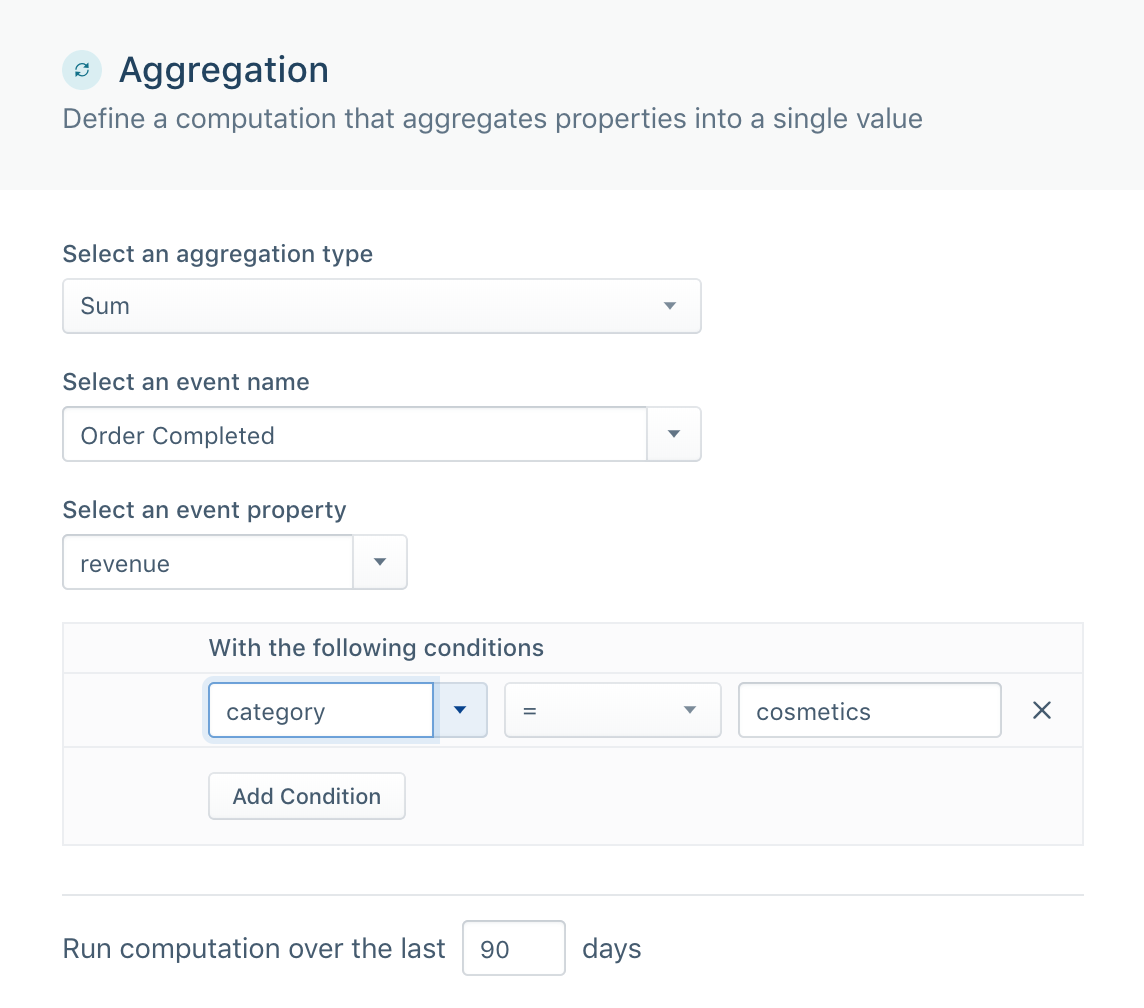 Aggregation
Define a computation that aggregates properties into a single value
Select an aggregation type
Sum
Select an event name
Order Completed
Select an event property
revenue
With the following conditions
category = cosmetics
Add Condition
Run computation over the last 90 days